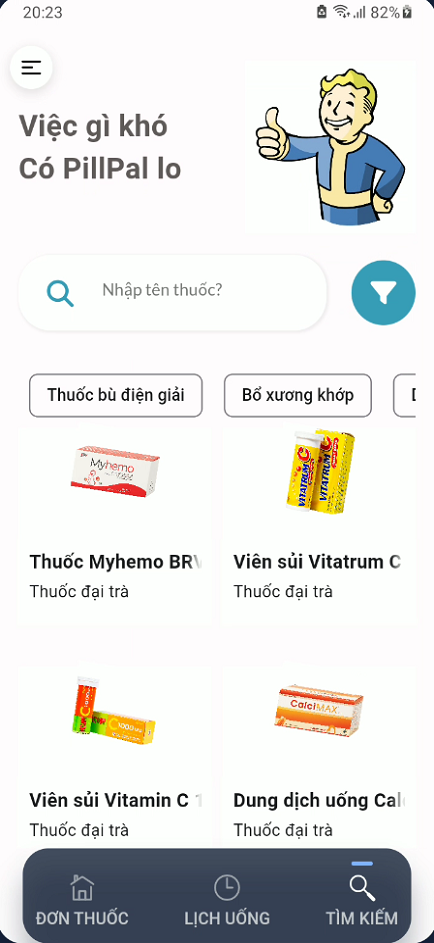 20:23
82%
Việc gì khó
Có PillPal lo
Nhập tên thuốc?
Thuốc bù điện giải
Bổ xương khớp
Myhemo
VITATRUM C
VITATRUM C
Thuốc Myhemo BRV
Viên sủi Vitatrum C
Thuốc đại trà
Thuốc đại trà
CalciMAX
Viên sủi Vitamin C 1
Dung dịch uống Cal
Thuốc đại trà
Thuốc đại trà
ĐƠN THUỐC
LỊCH UỐNG
TÌM KIẾM